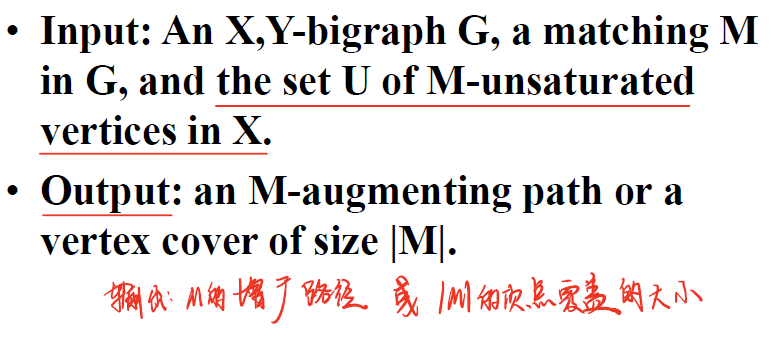 • Input: An X,Y-bigraph G, a matching M
in G, and the set U of M-unsaturated
vertices in X.
• Output: an M-augmenting path or a
vertex cover of size |M|.
输出: M的增广路径 或 |M|的顶点覆盖的大小